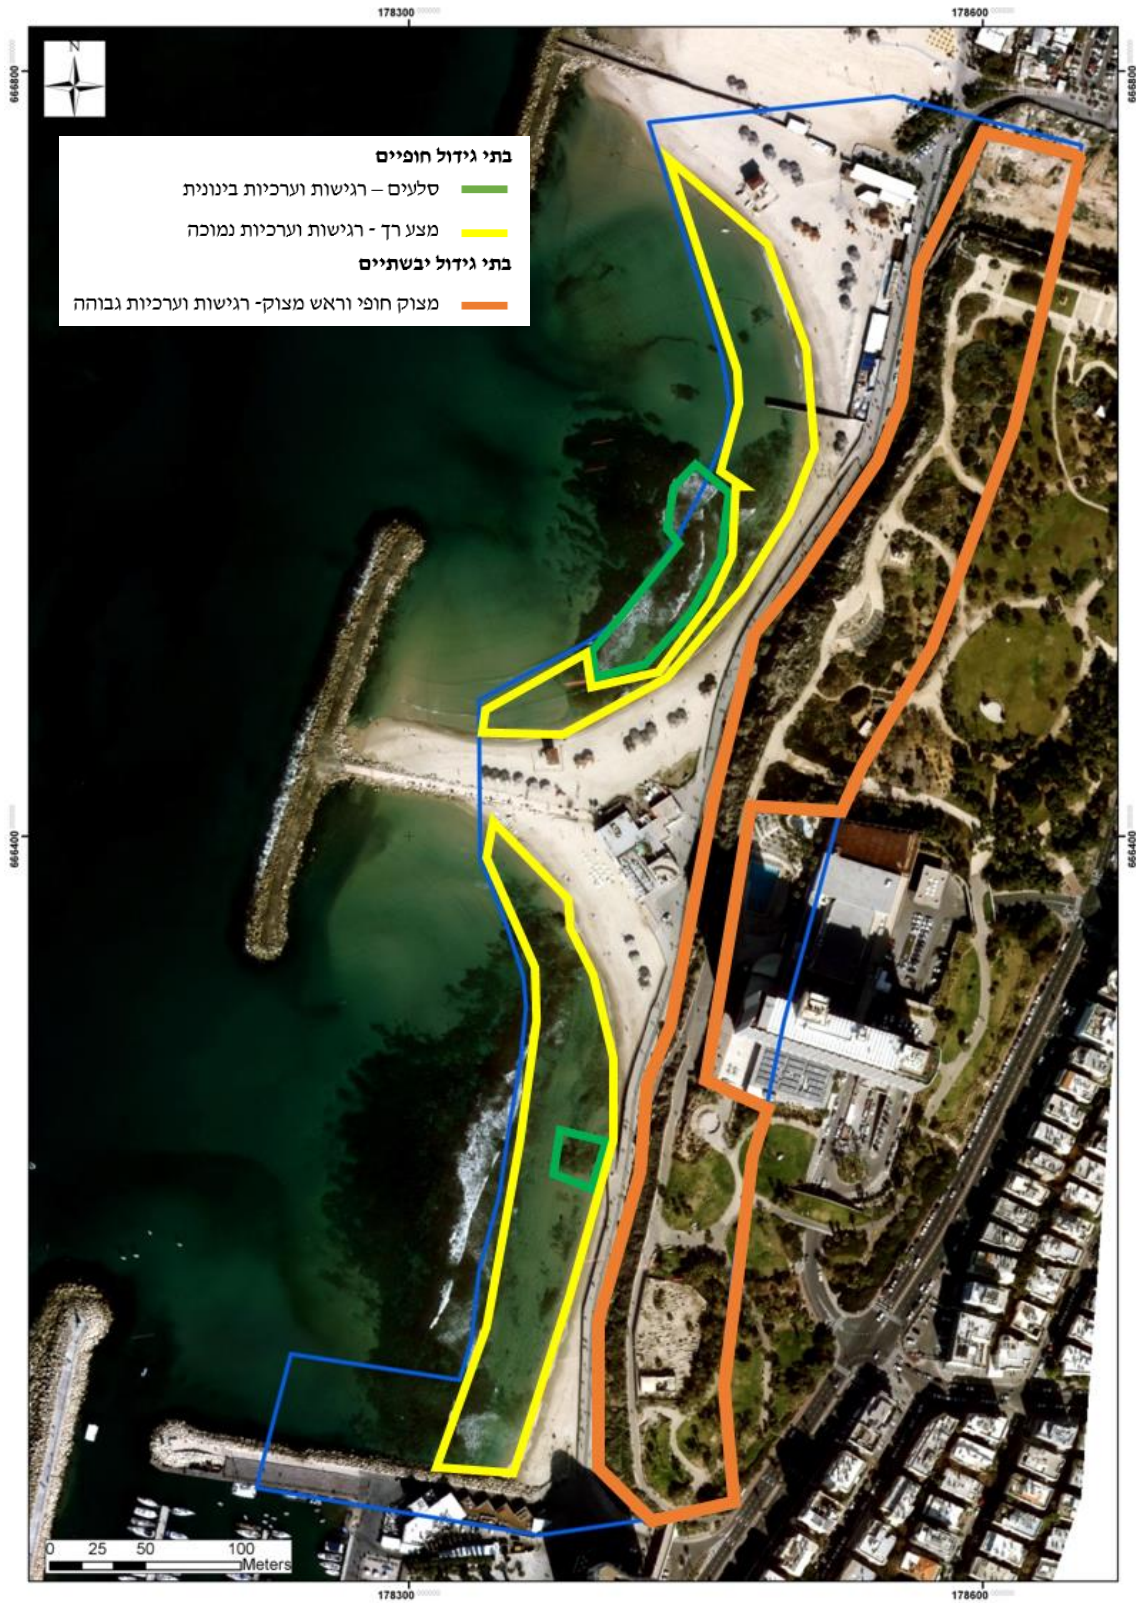 178300
178600
666800
666800
N
בתי גידול חופיים
סלעים – רגישות וערכיות בינונית
מצע רך - רגישות וערכיות נמוכה
בתי גידול יבשתיים
מצוק חופי וראש מצוק- רגישות וערכיות גבוהה
666400
666400
0 25 50 100
Meters
178300
178600